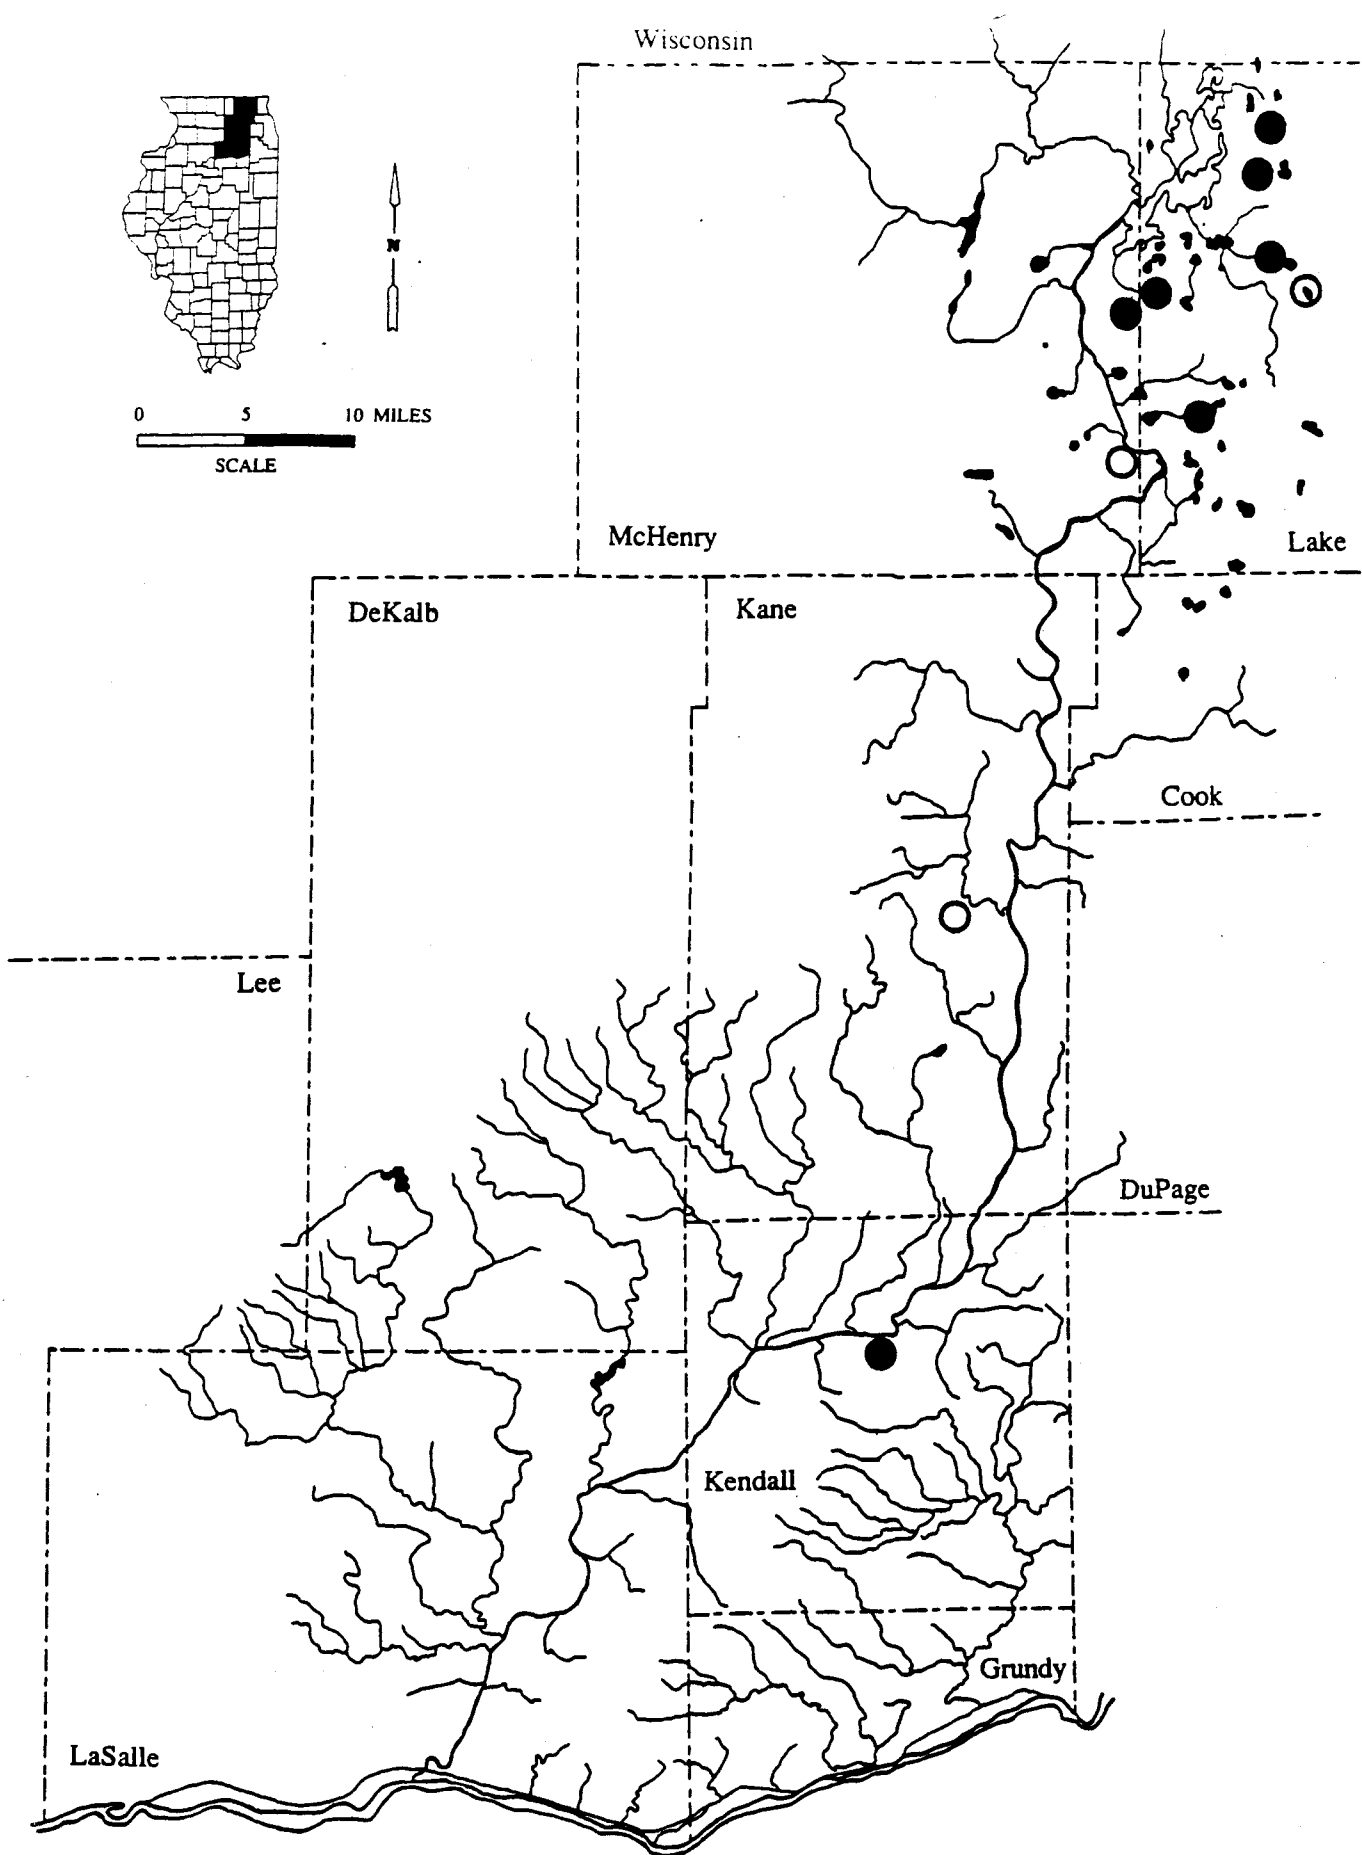 Wisconsin
N
0 5 10 MILES
SCALE
McHenry
Lake
DeKalb
Kane
Cook
Lee
DuPage
Kendall
Grundy
LaSalle